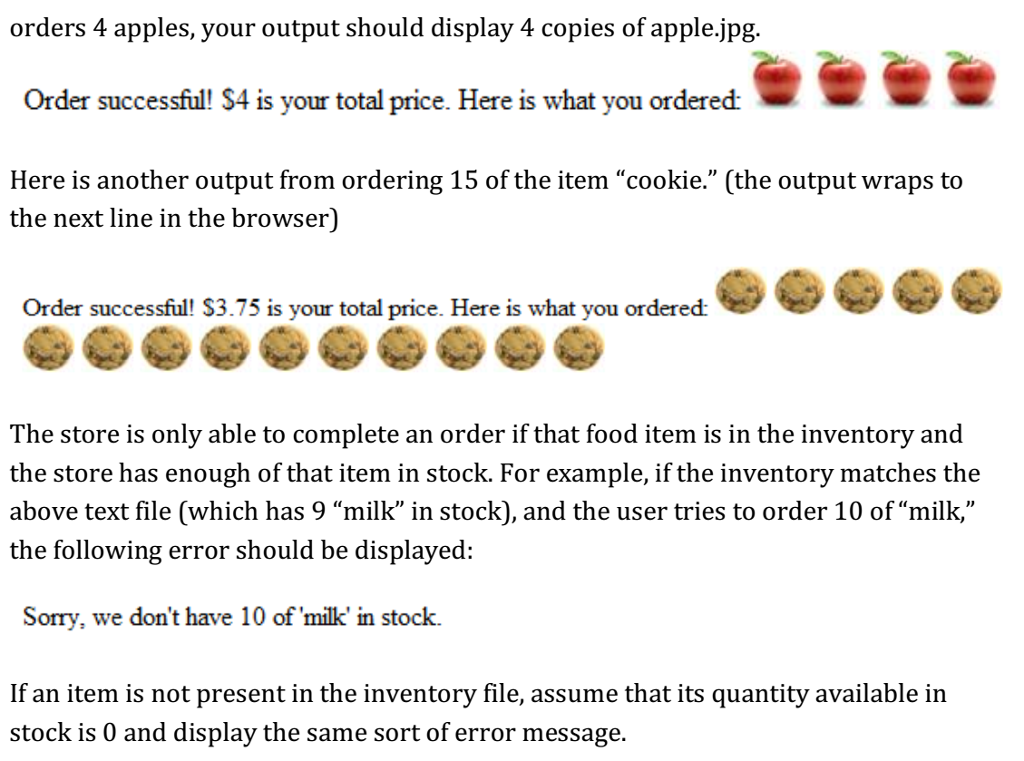 orders 4 apples, your output should display 4 copies of apple.jpg.
Order successful! $4 is your total price. Here is what you ordered:
Here is another output from ordering 15 of the item “cookie.” (the output wraps to
the next line in the browser)
Order successful! $3.75 is your total price. Here is what you ordered:
The store is only able to complete an order if that food item is in the inventory and
the store has enough of that item in stock. For example, if the inventory matches the
above text file (which has 9 “milk” in stock), and the user tries to order 10 of “milk,”
the following error should be displayed:
Sorry, we don't have 10 of 'milk' in stock.
If an item is not present in the inventory file, assume that its quantity available in
stock is 0 and display the same sort of error message.